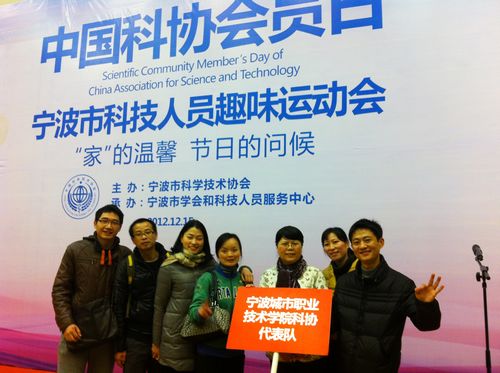 中国科协会员日
Scientific Community Member's Day of
China Association for Science and Technology
宁波市科技人员趣味运动会
“家”的温馨 节日的问候
主 办：宁波市科学技术协会
承 办：宁波市学会和科技人员服务中心
2012.12.15
宁波城市职业
技术学院科协
代表队